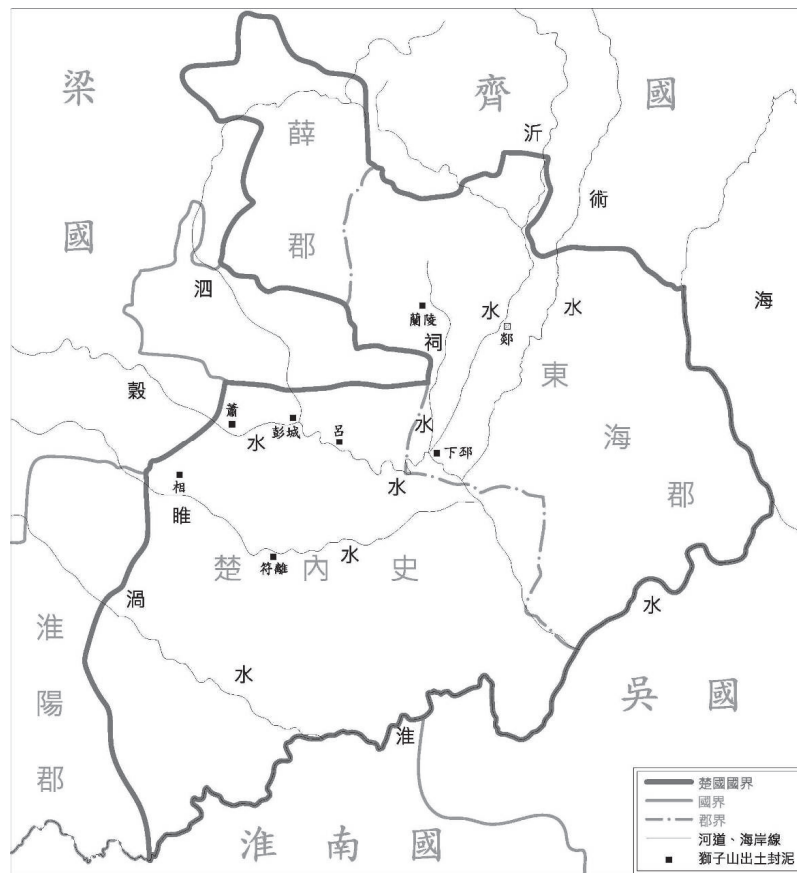 梁國
齊國
薛郡
沂水
術水
泗水
海
蘭陵
祠水
郯
東海郡
穀水
蕭
彭城
呂
下邳
相
睢水
符離
楚內史
渦水
淮水
淮陽郡
吳國
淮南國
楚國國界
國界
郡界
河道、海岸線
獅子山出土封泥